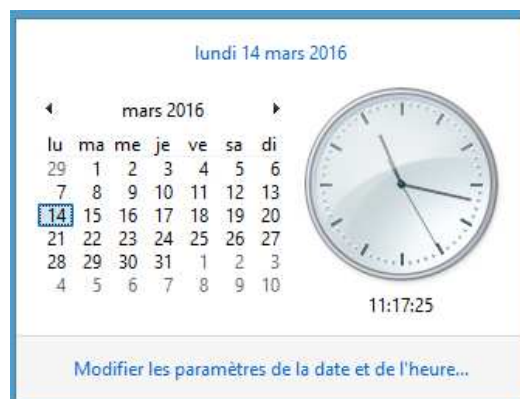 lundi 14 mars 2016
mars 2016
lu ma me je ve sa di
29 1 2 3 4 5 6
7 8 9 10 11 12 13
14 15 16 17 18 19 20
21 22 23 24 25 26 27
28 29 30 31 1 2 3
4 5 6 7 8 9 10
11:17:25
Modifier les paramètres de la date et de l'heure...